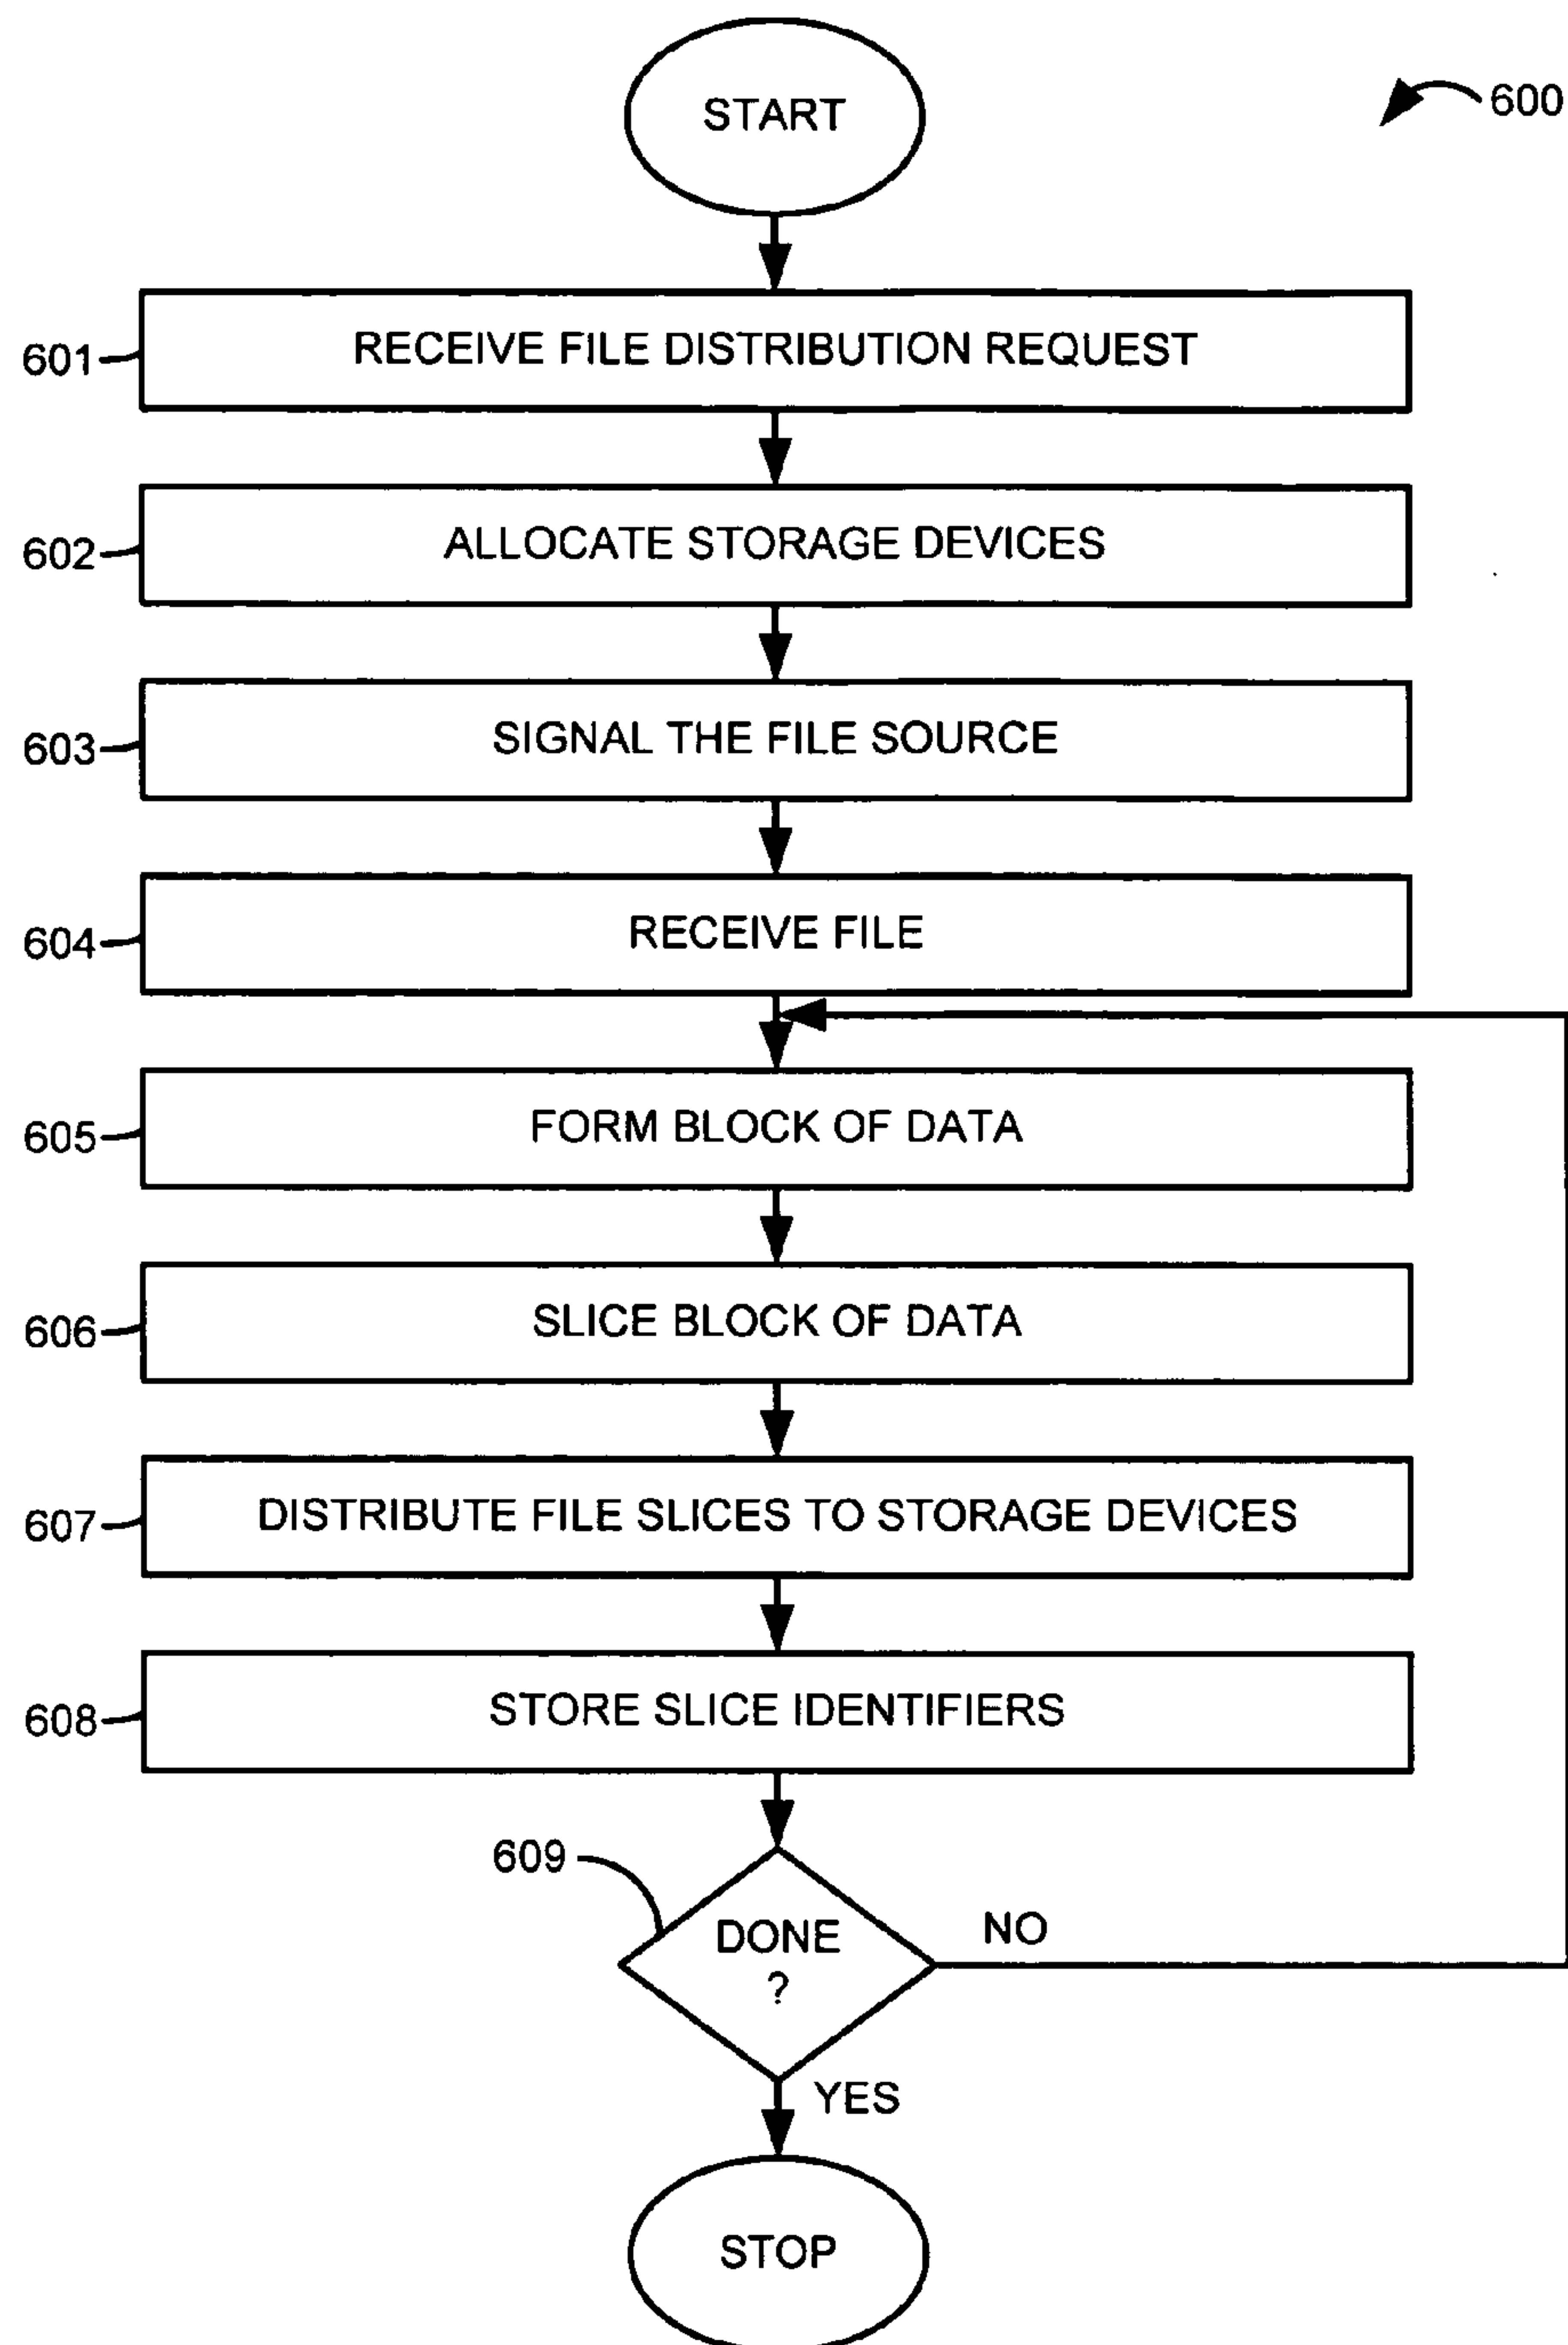 START
600
601
RECEIVE FILE DISTRIBUTION REQUEST
602
ALLOCATE STORAGE DEVICES
603
SIGNAL THE FILE SOURCE
604
RECEIVE FILE
605
FORM BLOCK OF DATA
606
SLICE BLOCK OF DATA
607
DISTRIBUTE FILE SLICES TO STORAGE DEVICES
608
STORE SLICE IDENTIFIERS
609
DONE
?
NO
YES
STOP